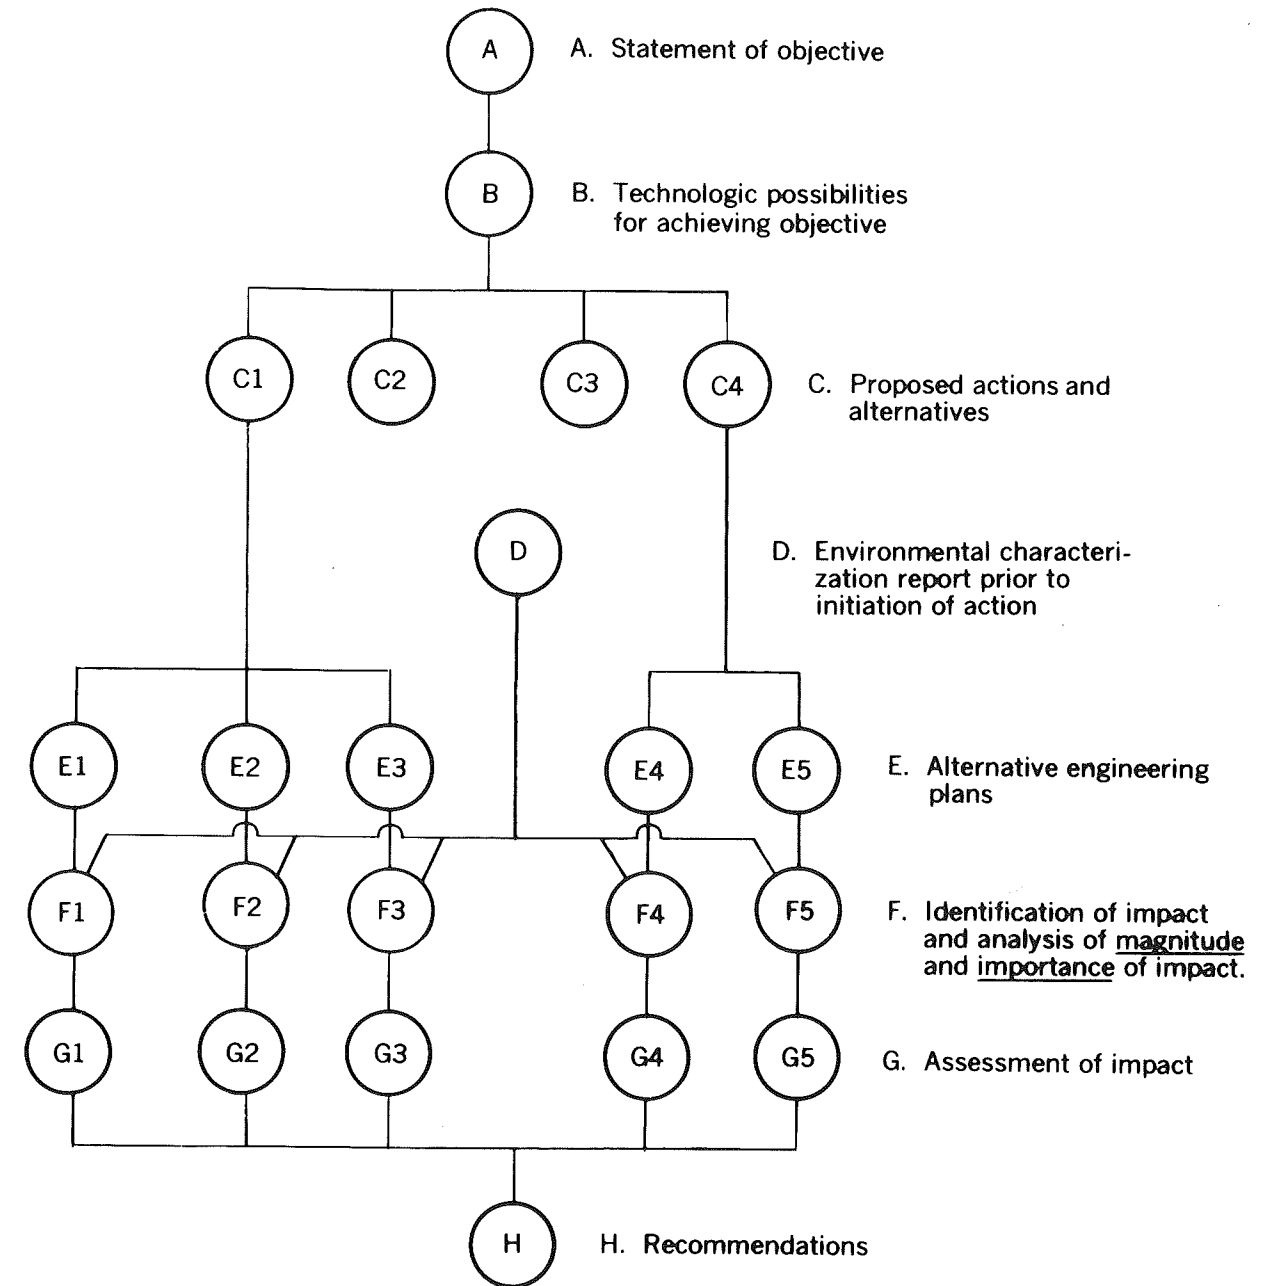 A
A. Statement of objective
B
B. Technologic possibilities
for achieving objective
C1
C2
C3
C4
C. Proposed actions and
alternatives
D
D. Environmental characteri-
zation report prior to
initiation of action
E1
E2
E3
E4
E5
E. Alternative engineering
plans
F1
F2
F3
F4
F5
F. Identification of impact
and analysis of magnitude
and importance of impact.
G1
G2
G3
G4
G5
G. Assessment of impact
H
H. Recommendations